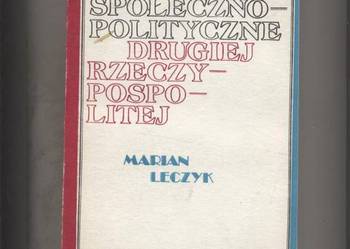 SPOŁECZNO-
POLITYCZNE
DRUGIEJ
RZECZY-
POSPO-
LITEJ
MARIAN
LECZYK